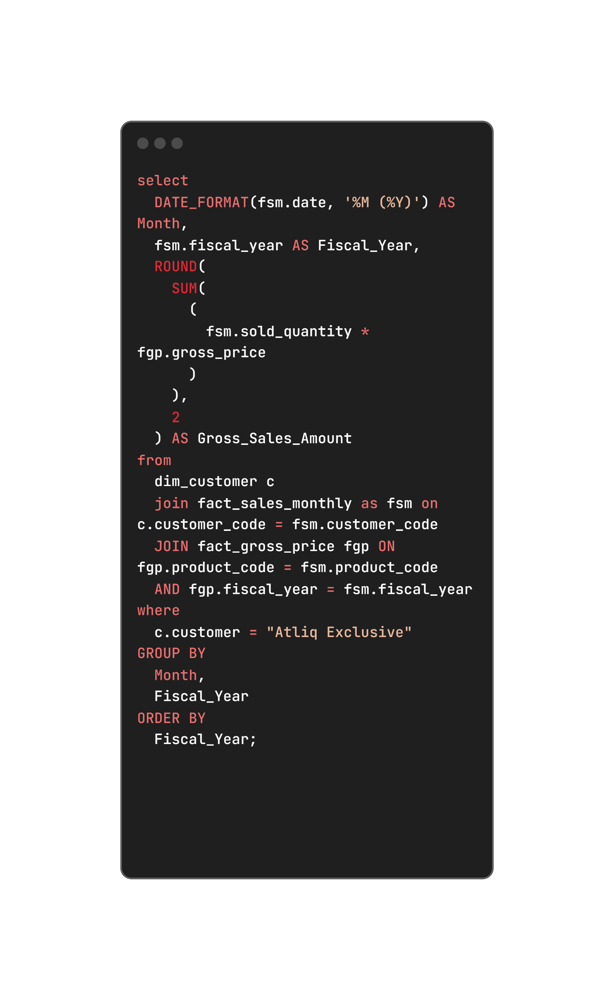 select
  DATE_FORMAT(fsm.date, '%M (%Y)') AS
Month,
  fsm.fiscal_year AS Fiscal_Year,
  ROUND(
    SUM(
      (
        fsm.sold_quantity *
fgp.gross_price
      )
    ),
    2
  ) AS Gross_Sales_Amount
from
  dim_customer c
  join fact_sales_monthly as fsm on
c.customer_code = fsm.customer_code
  JOIN fact_gross_price fgp ON
fgp.product_code = fsm.product_code
  AND fgp.fiscal_year = fsm.fiscal_year
where
  c.customer = "Atliq Exclusive"
GROUP BY
  Month,
  Fiscal_Year
ORDER BY
  Fiscal_Year;